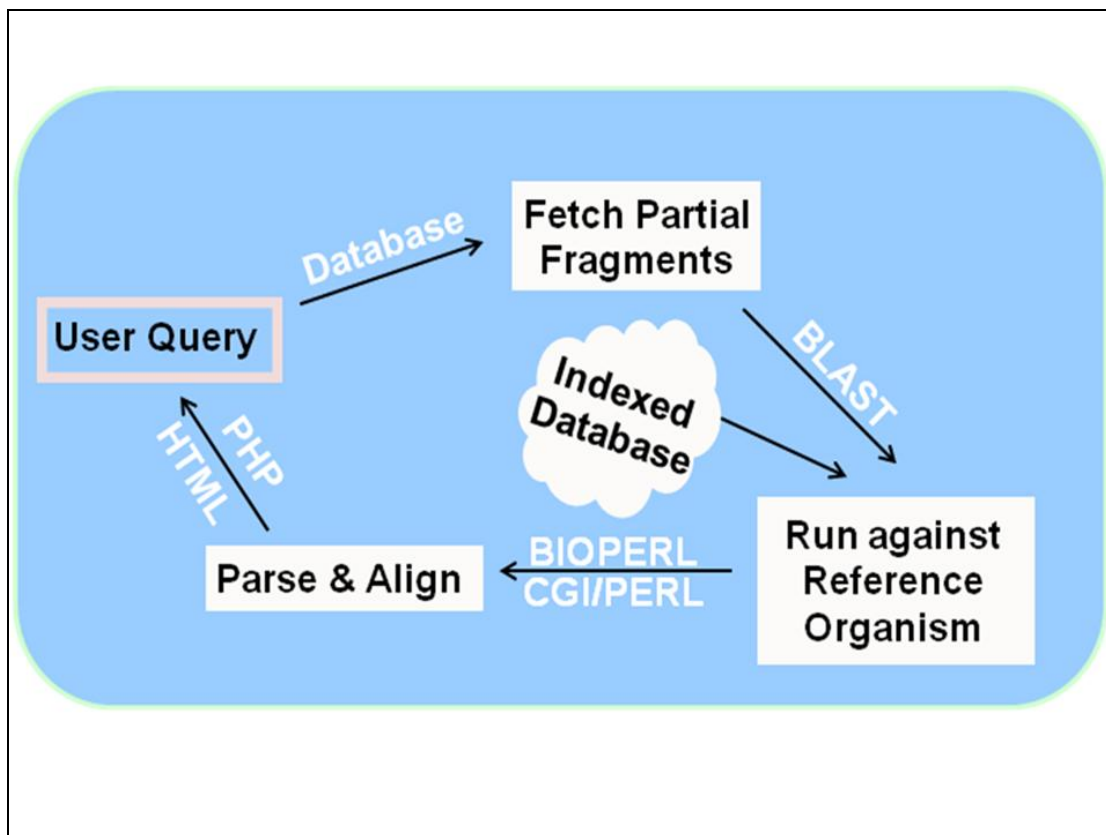 Database
Fetch Partial
Fragments
User Query
BLAST
Indexed
Database
PHP
HTML
Parse & Align
BIOPERL
CGI/PERL
Run against
Reference
Organism